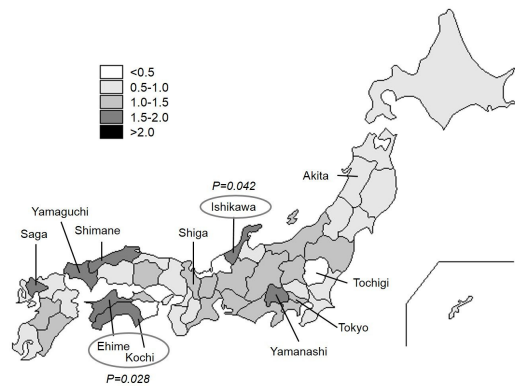 <0.5
0.5-1.0
1.0-1.5
1.5-2.0
>2.0
Akita
P=0.042
Ishikawa
Yamaguchi
Shimane
Saga
Shiga
Tochigi
Tokyo
Yamanashi
Ehime
Kochi
P=0.028